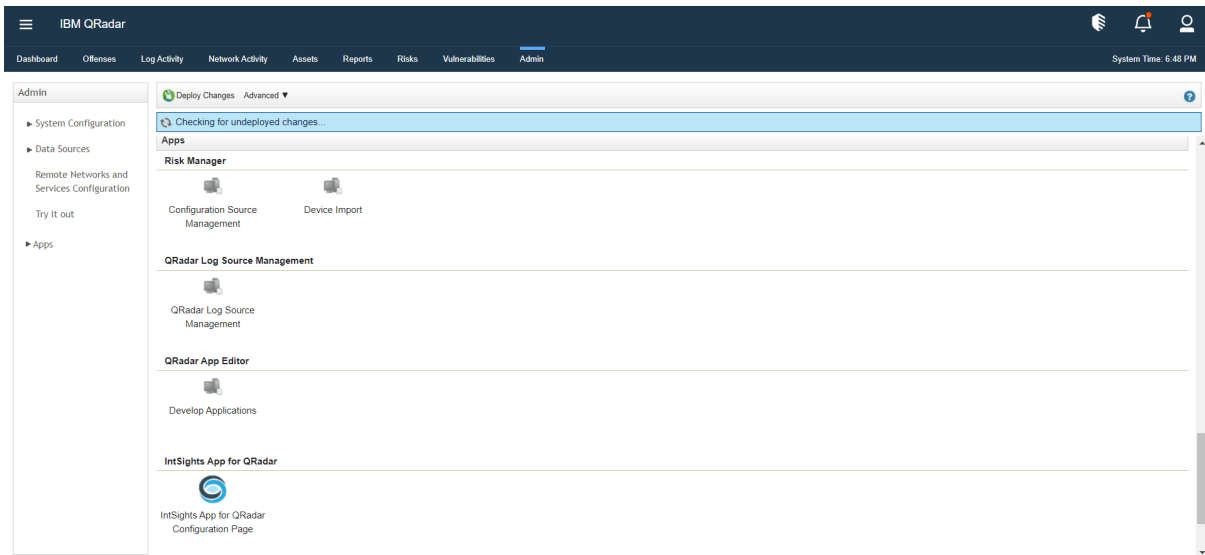 IBM QRadar
Dashboard Offenses Log Activity Network Activity Assets Reports Risks Vulnerabilities Admin System Time: 6:48 PM
Admin
System Configuration
Data Sources
Remote Networks and
Services Configuration
Try it out
Apps
Deploy Changes Advanced ▼
Checking for undeployed changes...
Apps
Risk Manager
Configuration Source
Management
Device Import
QRadar Log Source Management
QRadar Log Source
Management
QRadar App Editor
Develop Applications
IntSights App for QRadar
IntSights App for QRadar
Configuration Page